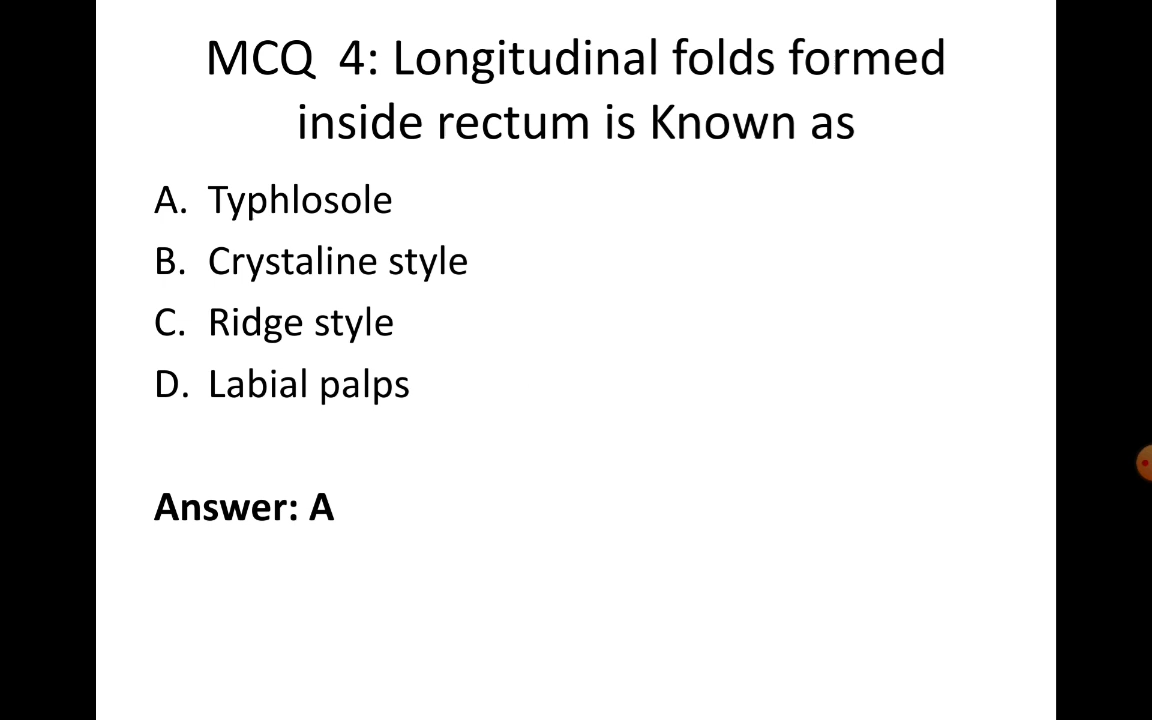 MCQ  4: Longitudinal folds formed
inside rectum is Known as
A. Typhlosole
B. Crystaline style
C. Ridge style
D. Labial palps
Answer: A